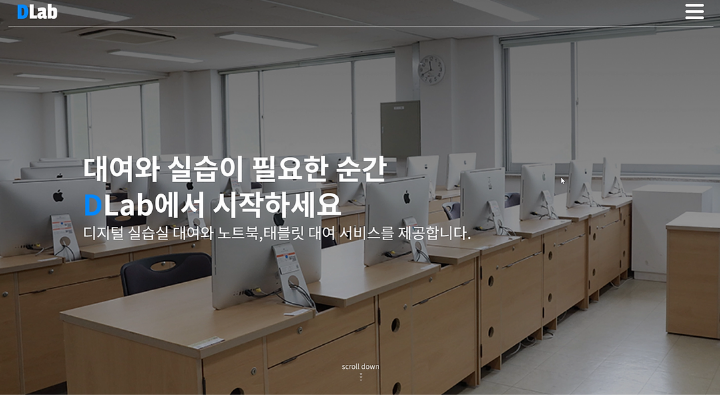 DLab
대여와 실습이 필요한 순간
DLab에서 시작하세요
디지털 실습실 대여와 노트북,태블릿 대여 서비스를 제공합니다.
scroll down